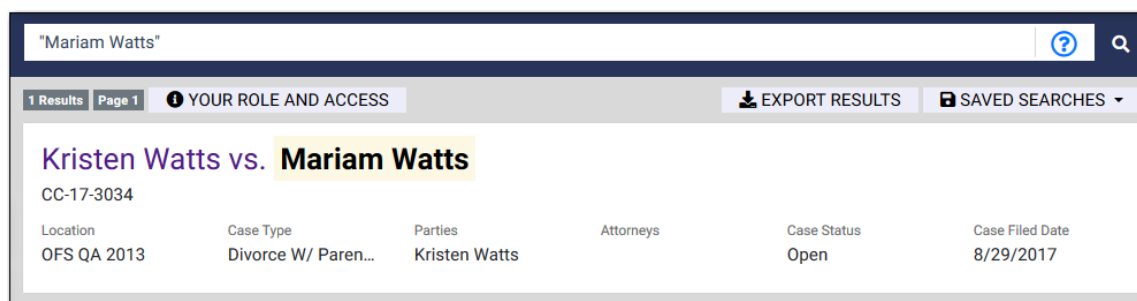 "Mariam Watts"
1 Results Page 1 YOUR ROLE AND ACCESS EXPORT RESULTS SAVED SEARCHES
Kristen Watts vs. Mariam Watts
CC-17-3034
Location Case Type Parties Attorneys Case Status Case Filed Date
OFS QA 2013 Divorce W/ Paren... Kristen Watts Open 8/29/2017